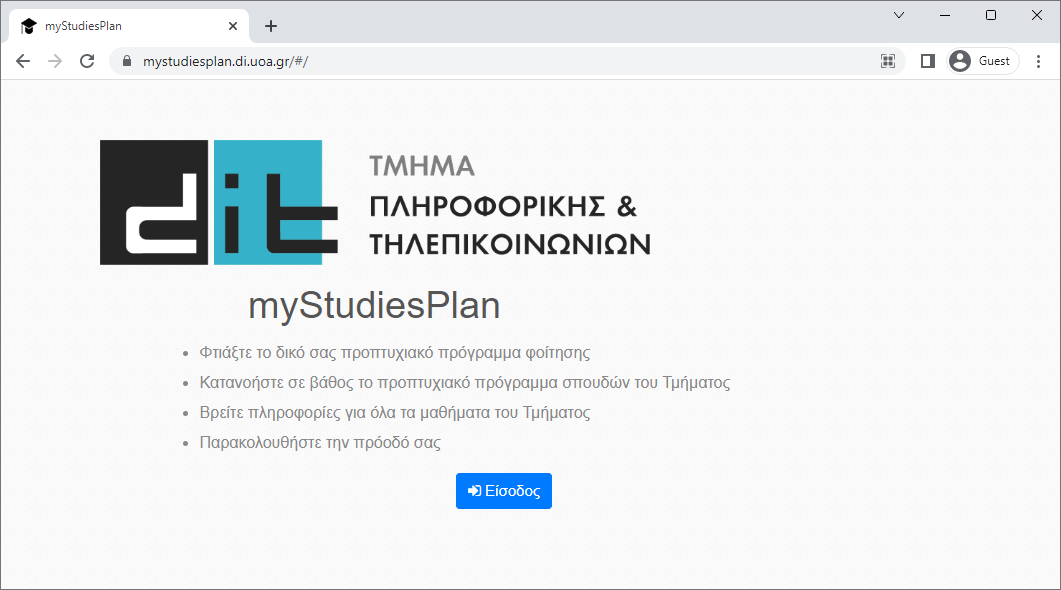 myStudiesPlan
mystudiesplan.di.uoa.gr/#/
Guest
dit
ΤΜΗΜΑ
ΠΛΗΡΟΦΟΡΙΚΗΣ &
ΤΗΛΕΠΙΚΟΙΝΩΝΙΩΝ
myStudiesPlan
• Φτιάξτε το δικό σας προπτυχιακό πρόγραμμα φοίτησης
• Κατανοήστε σε βάθος το προπτυχιακό πρόγραμμα σπουδών του Τμήματος
• Βρείτε πληροφορίες για όλα τα μαθήματα του Τμήματος
• Παρακολουθήστε την πρόοδό σας
Είσοδος